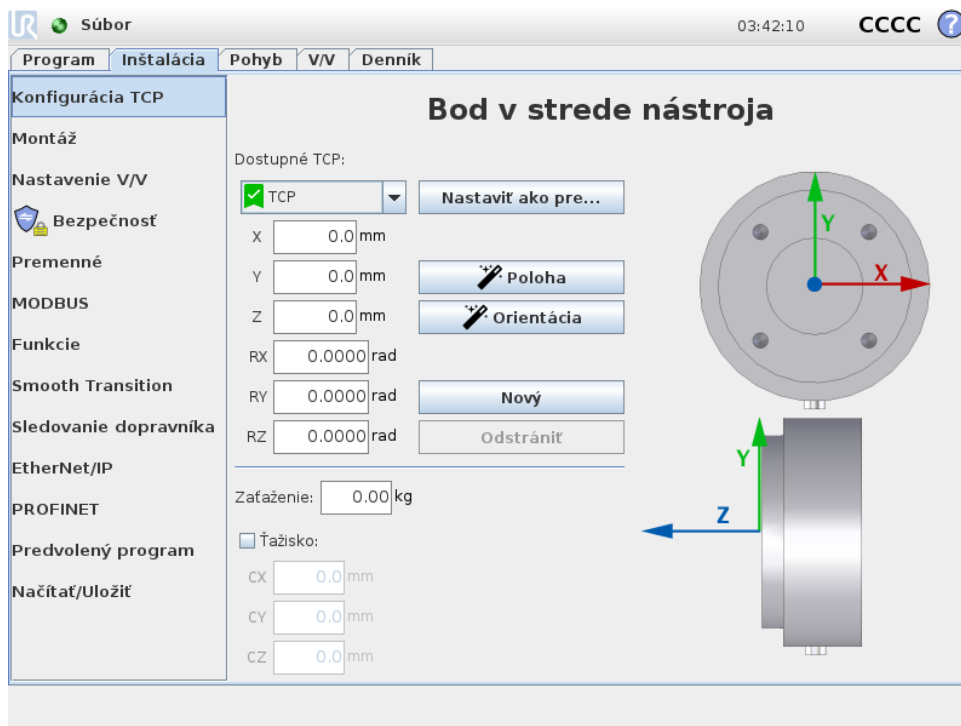 UR Súbor 03:42:10 CCCC ?
Program Inštalácia Pohyb V/V Denník
Konfigurácia TCP
Montáž
Nastavenie V/V
Bezpečnosť
Premenné
MODBUS
Funkcie
Smooth Transition
Sledovanie dopravníka
EtherNet/IP
PROFINET
Predvolený program
Načítať/Uložiť
Bod v strede nástroja
Dostupné TCP:
TCP Nastaviť ako pre...
X 0.0 mm
Y 0.0 mm Poloha
Z 0.0 mm Orientácia
RX 0.0000 rad
RY 0.0000 rad Nový
RZ 0.0000 rad Odstrániť
Zaťaženie: 0.00 kg
Ťažisko:
CX 0.0 mm
CY 0.0 mm
CZ 0.0 mm
Y
X
Y
Z